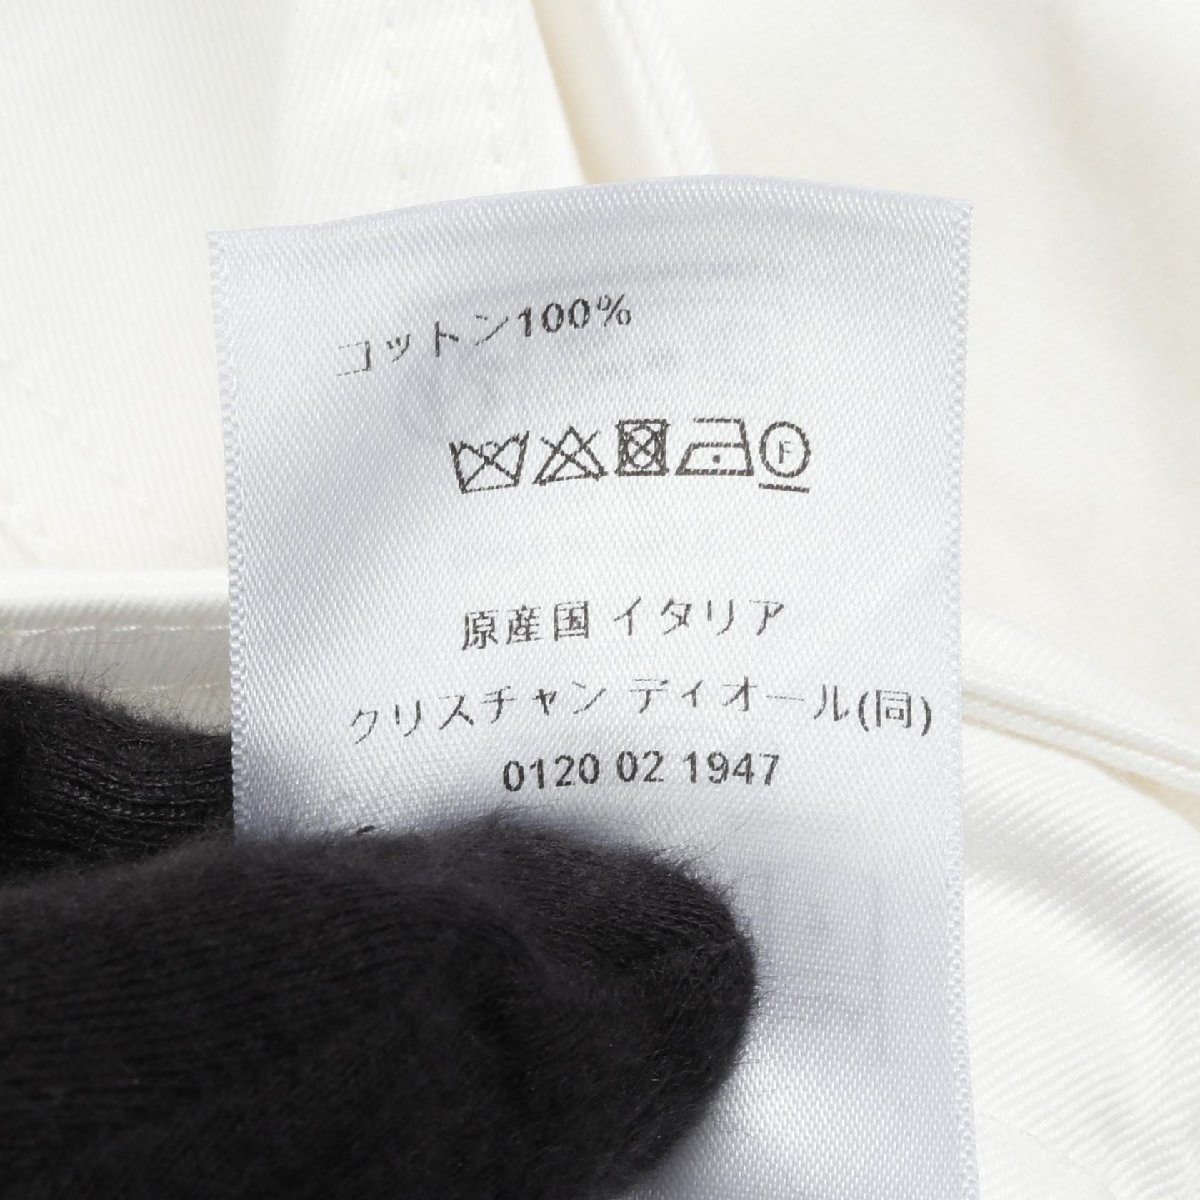 コットン100%
F
原産国 イタリア
クリスチャン ディオール(同)
0120 02 1947